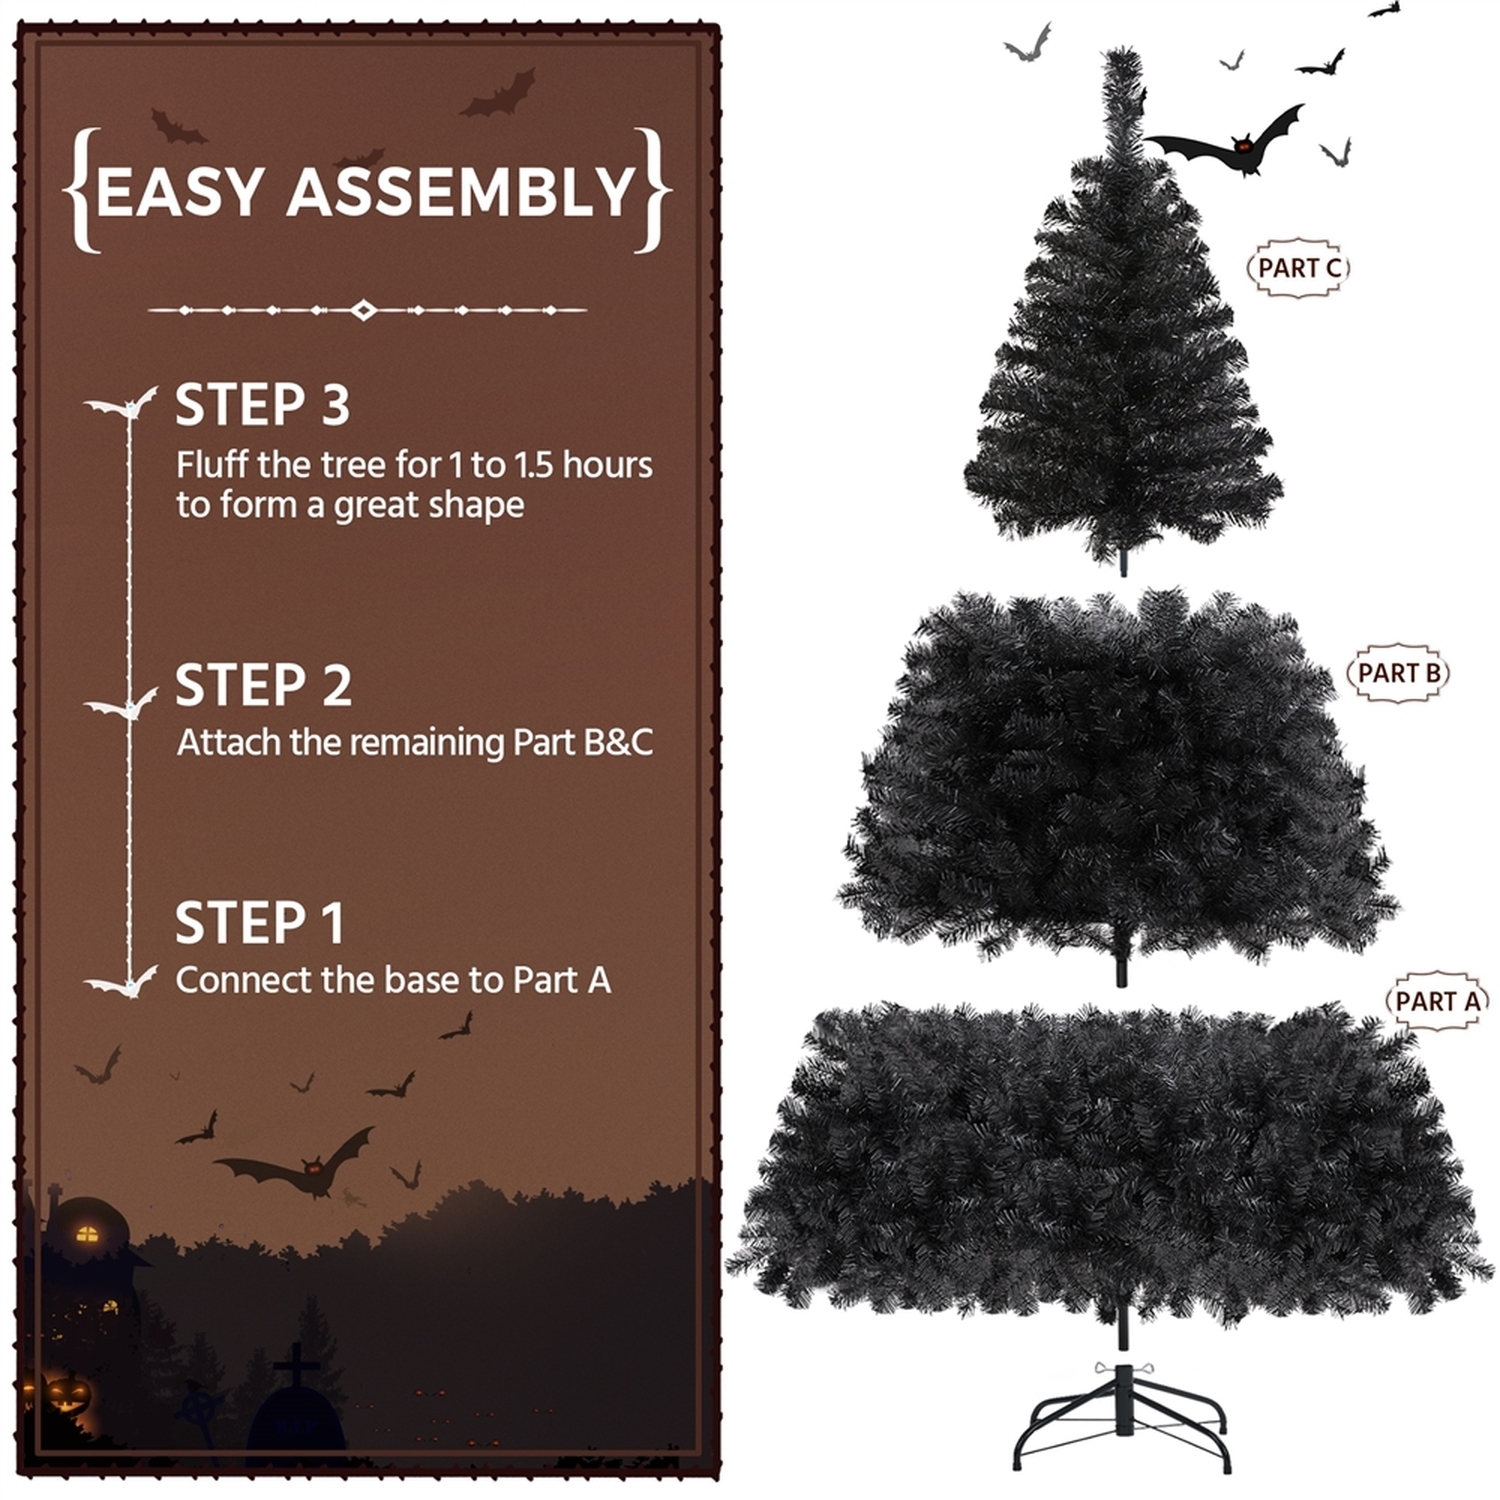 {EASY ASSEMBLY}
STEP 3
Fluff the tree for 1 to 1.5 hours
to form a great shape
STEP 2
Attach the remaining Part B&C
STEP 1
Connect the base to Part A
PART C
PART B
PART A